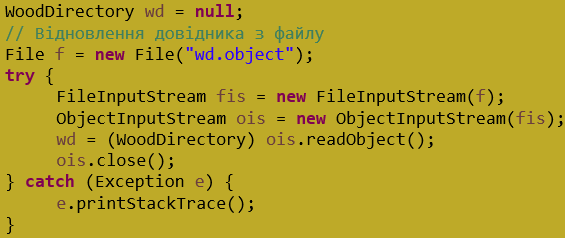 WoodDirectory wd = null;
// Відновлення довідника з файлу
File f = new File("wd.object");
try {
FileInputStream fis = new FileInputStream(f);
ObjectInputStream ois = new ObjectInputStream(fis);
wd = (WoodDirectory) ois.readObject();
ois.close();
} catch (Exception e) {
e.printStackTrace();
}